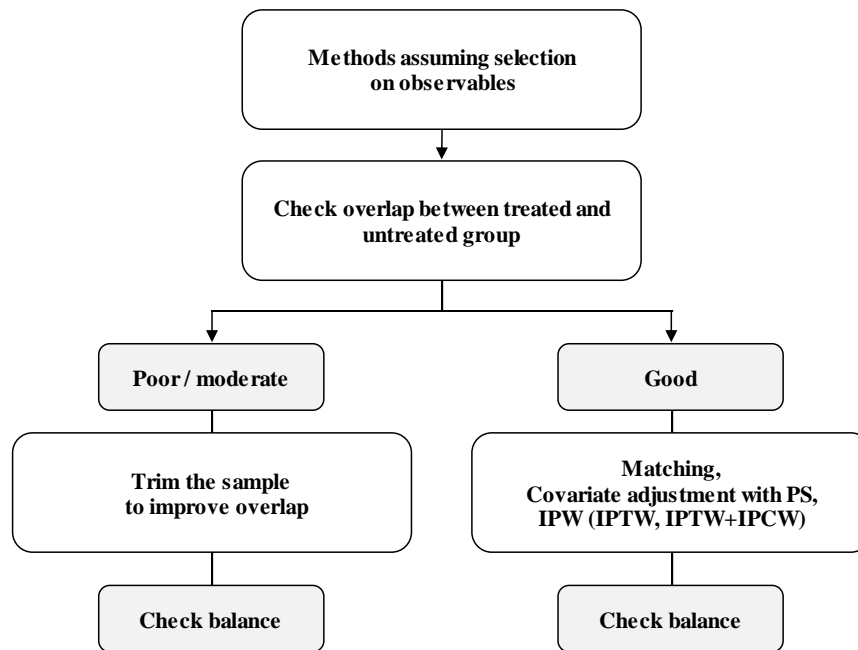 Methods assuming selection
on observables
Check overlap between treated and
untreated group
Poor / moderate
Good
Trim the sample
to improve overlap
Matching,
Covariate adjustment with PS,
IPW (IPTW, IPTW+IPCW)
Check balance
Check balance